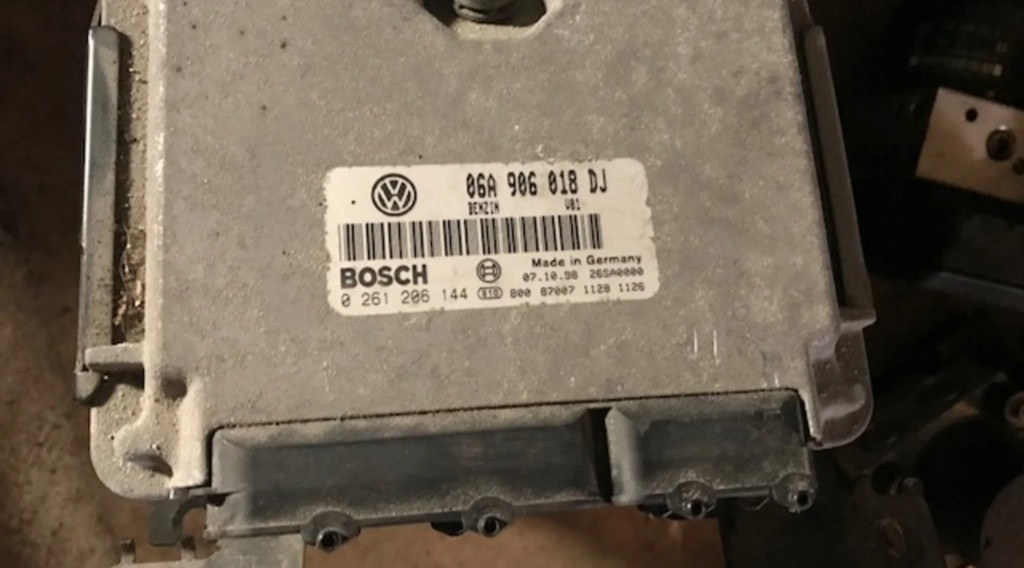 06A 906 018 DJ
BENZIN V01
BOSCH Made in Germany
07.10.98 26SA0000
0 261 206 144 B00 87007 1128 1126